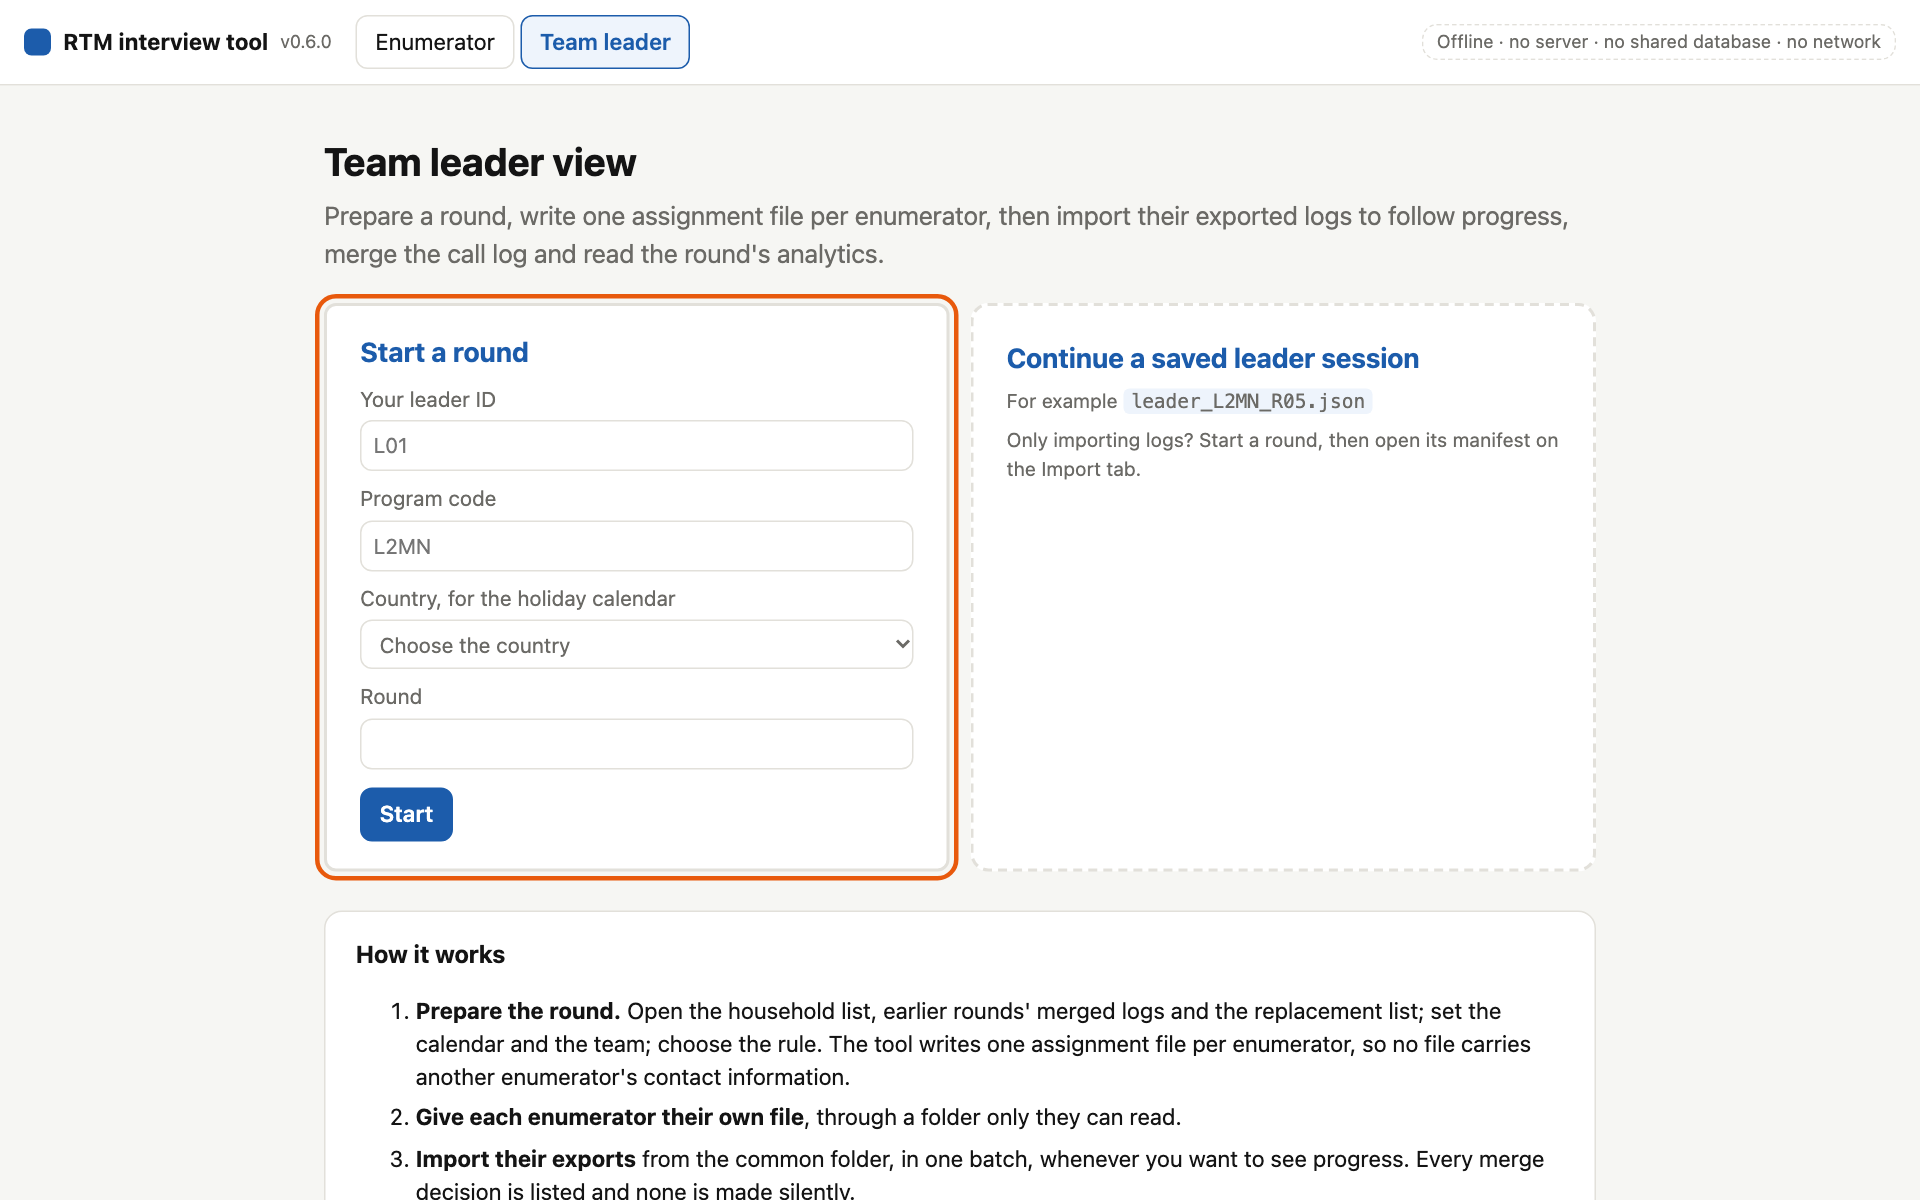 RTM interview tool v0.6.0
Enumerator
Team leader
Offline · no server · no shared database · no network
Team leader view
Prepare a round, write one assignment file per enumerator, then import their exported logs to follow progress,
merge the call log and read the round's analytics.
Start a round
Your leader ID
L01
Program code
L2MN
Country, for the holiday calendar
Choose the country
Round
Start
Continue a saved leader session
For example leader_L2MN_R05.json
Only importing logs? Start a round, then open its manifest on
the Import tab.
How it works
1. Prepare the round. Open the household list, earlier rounds' merged logs and the replacement list; set the
calendar and the team; choose the rule. The tool writes one assignment file per enumerator, so no file carries
another enumerator's contact information.
2. Give each enumerator their own file, through a folder only they can read.
3. Import their exports from the common folder, in one batch, whenever you want to see progress. Every merge
decision is listed and none is made silently.